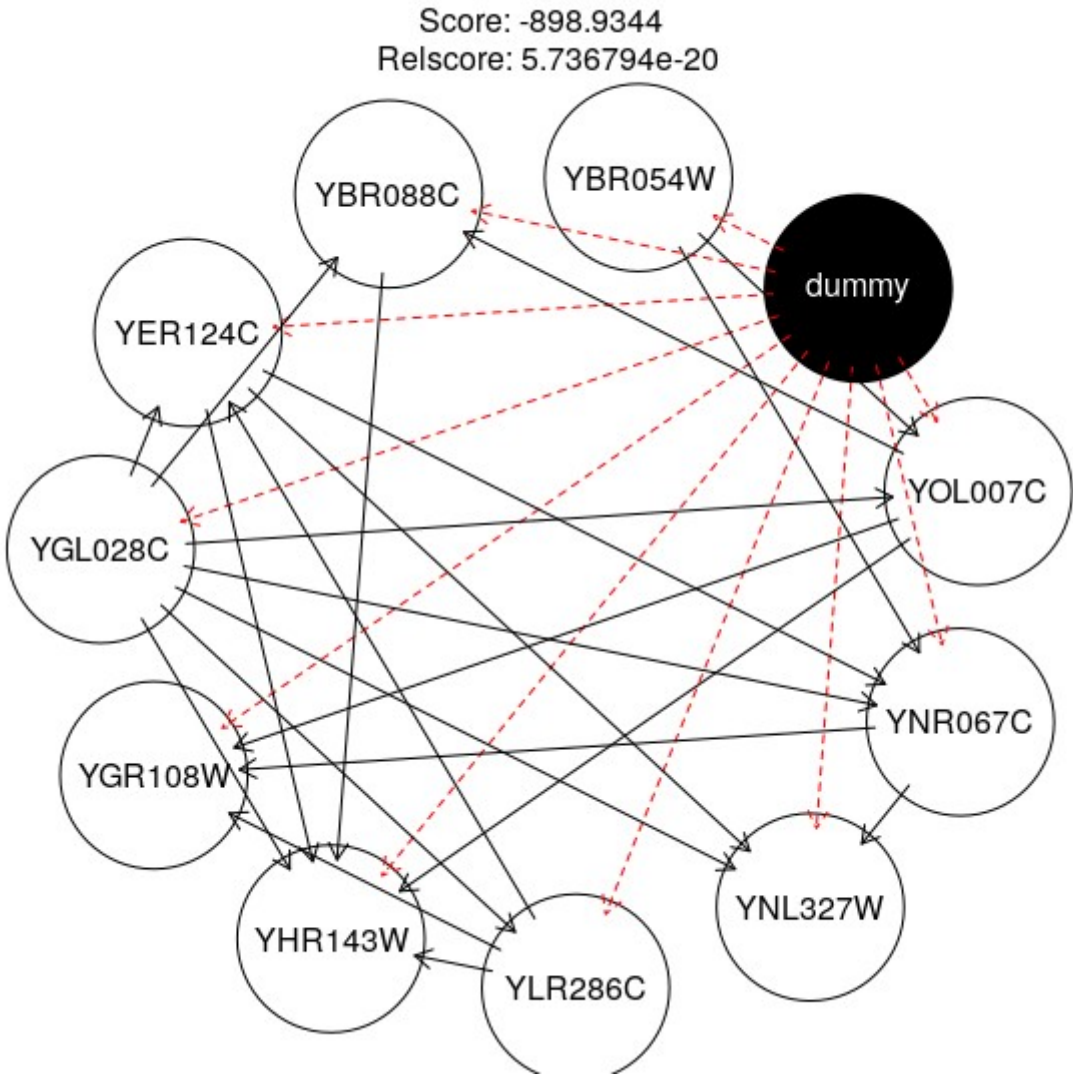 Score: -898.9344
Relscore: 5.736794e-20
YBR054W
YBR088C
dummy
YER124C
YOL007C
YGL028C
YNR067C
YGR108W
YNL327W
YHR143W
YLR286C